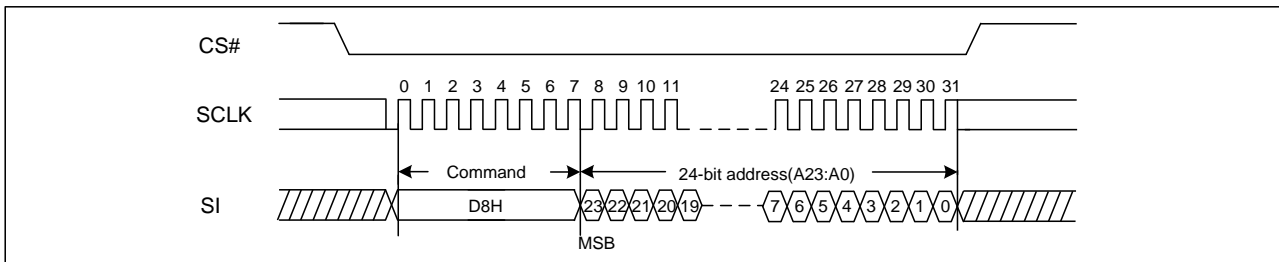 CS#
0 1 2 3 4 5 6 7 8 9 10 11 24 25 26 27 28 29 30 31
SCLK
Command 24-bit address(A23:A0)
SI D8H 23 22 21 20 19 7 6 5 4 3 2 1 0
MSB